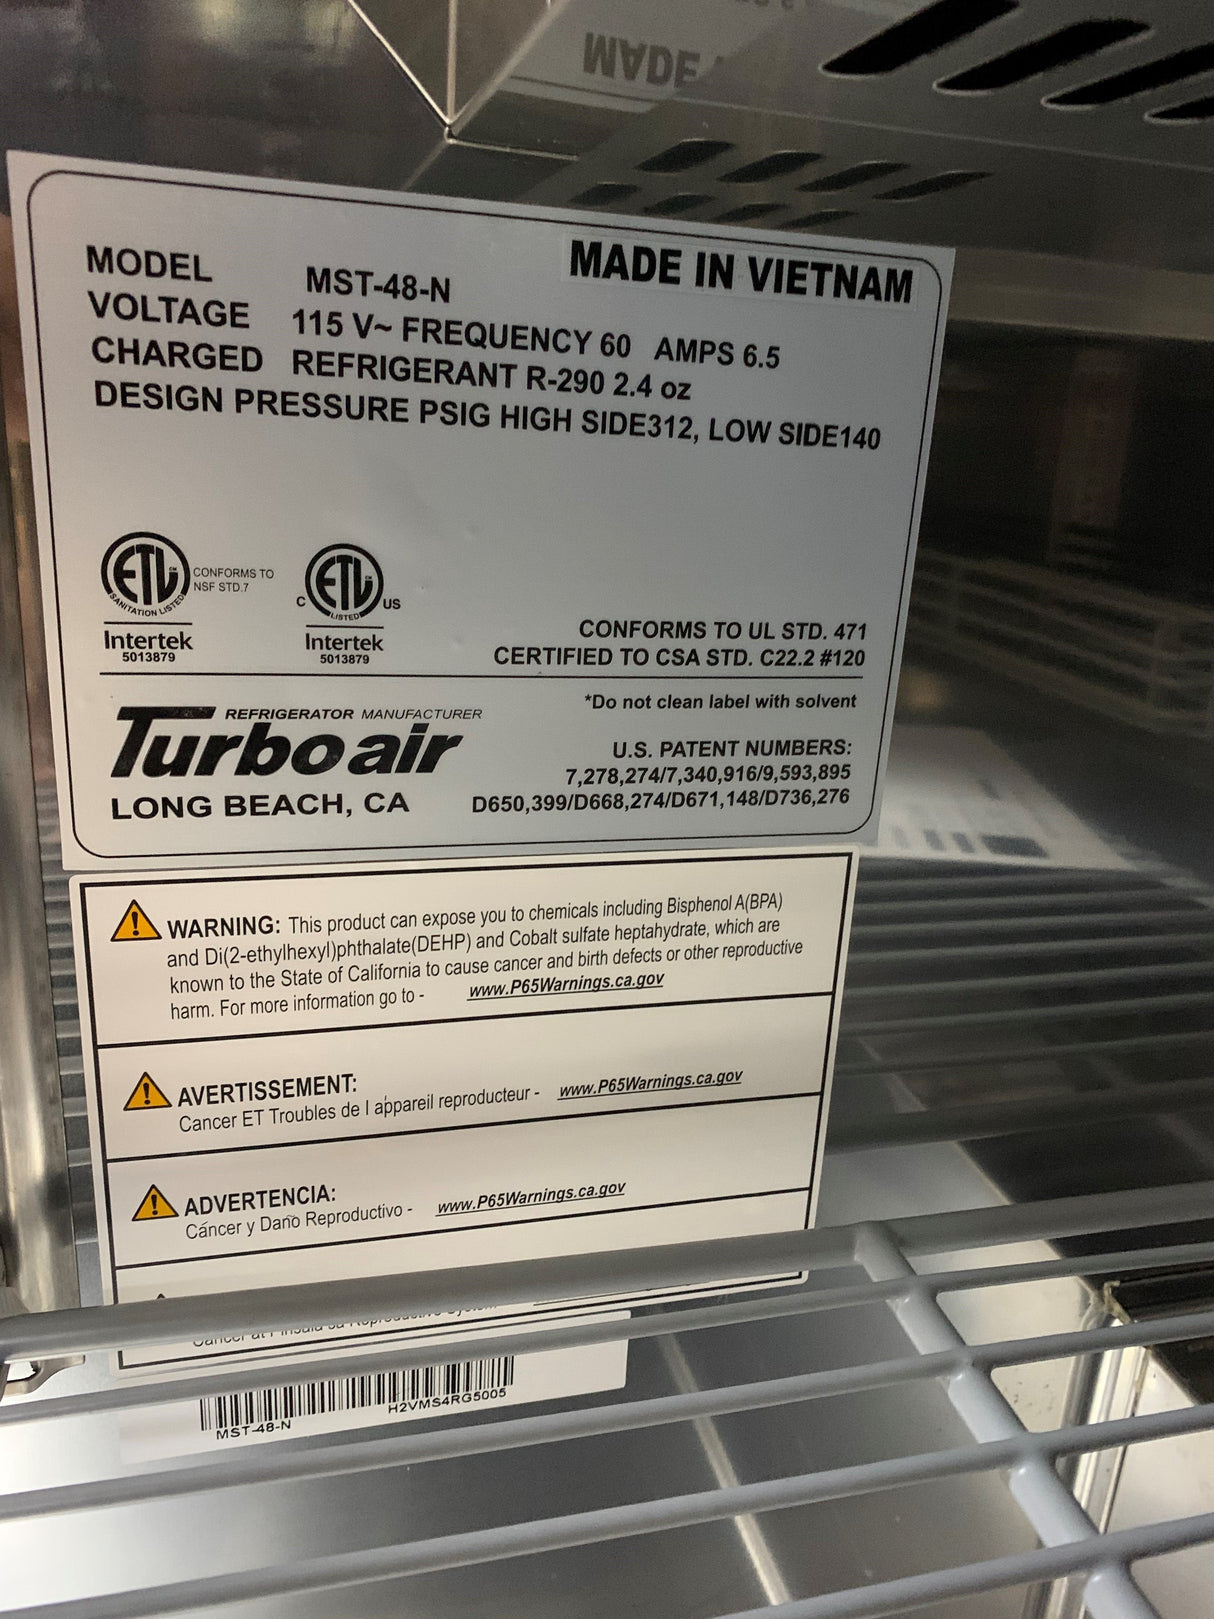 MADE
MODEL MST-48-N MADE IN VIETNAM
VOLTAGE 115 V~ FREQUENCY 60 AMPS 6.5
CHARGED REFRIGERANT R-290 2.4 oz
DESIGN PRESSURE PSIG HIGH SIDE312, LOW SIDE140
ETL CM CONFORMS TO
NSF STD.7
SANITATION LISTED
Intertek
5013879
C ETL CM US
LISTED
Intertek
5013879
CONFORMS TO UL STD. 471
CERTIFIED TO CSA STD. C22.2 #120
REFRIGERATOR MANUFACTURER
Turbo air
LONG BEACH, CA
*Do not clean label with solvent
U.S. PATENT NUMBERS:
7,278,274/7,340,916/9,593,895
D650,399/D668,274/D671,148/D736,276
WARNING: This product can expose you to chemicals including Bisphenol A(BPA)
and Di(2-ethylhexyl)phthalate(DEHP) and Cobalt sulfate heptahydrate, which are
known to the State of California to cause cancer and birth defects or other reproductive
harm. For more information go to - www.P65Warnings.ca.gov
AVERTISSEMENT:
Cancer ET Troubles de l appareil reproducteur - www.P65Warnings.ca.gov
ADVERTENCIA:
Cáncer y Daño Reproductivo - www.P65Warnings.ca.gov
MST-48-N H2VMS4RG5005